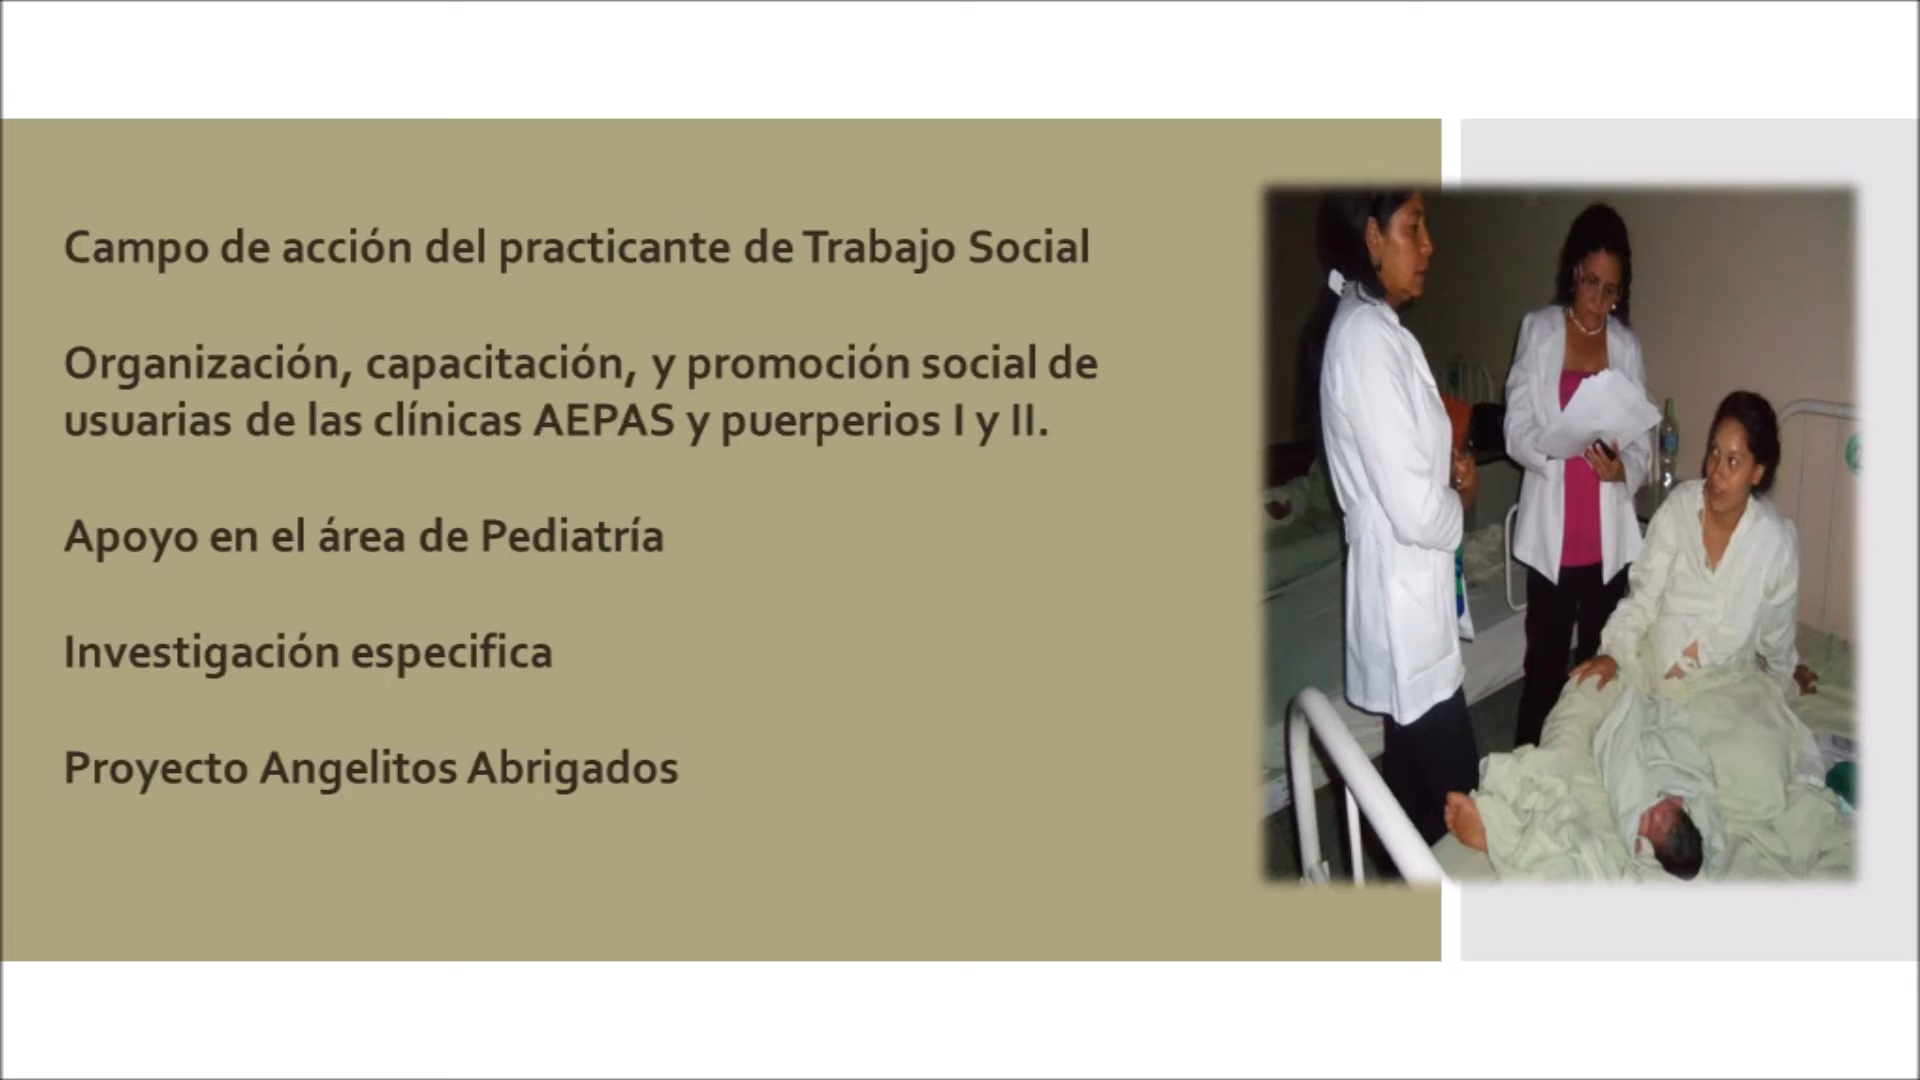 Campo de acción del practicante de Trabajo Social
Organización, capacitación, y promoción social de
usuarias de las clínicas AEPAS y puerperios I y II.
Apoyo en el área de Pediatría
Investigación especifica
Proyecto Angelitos Abrigados